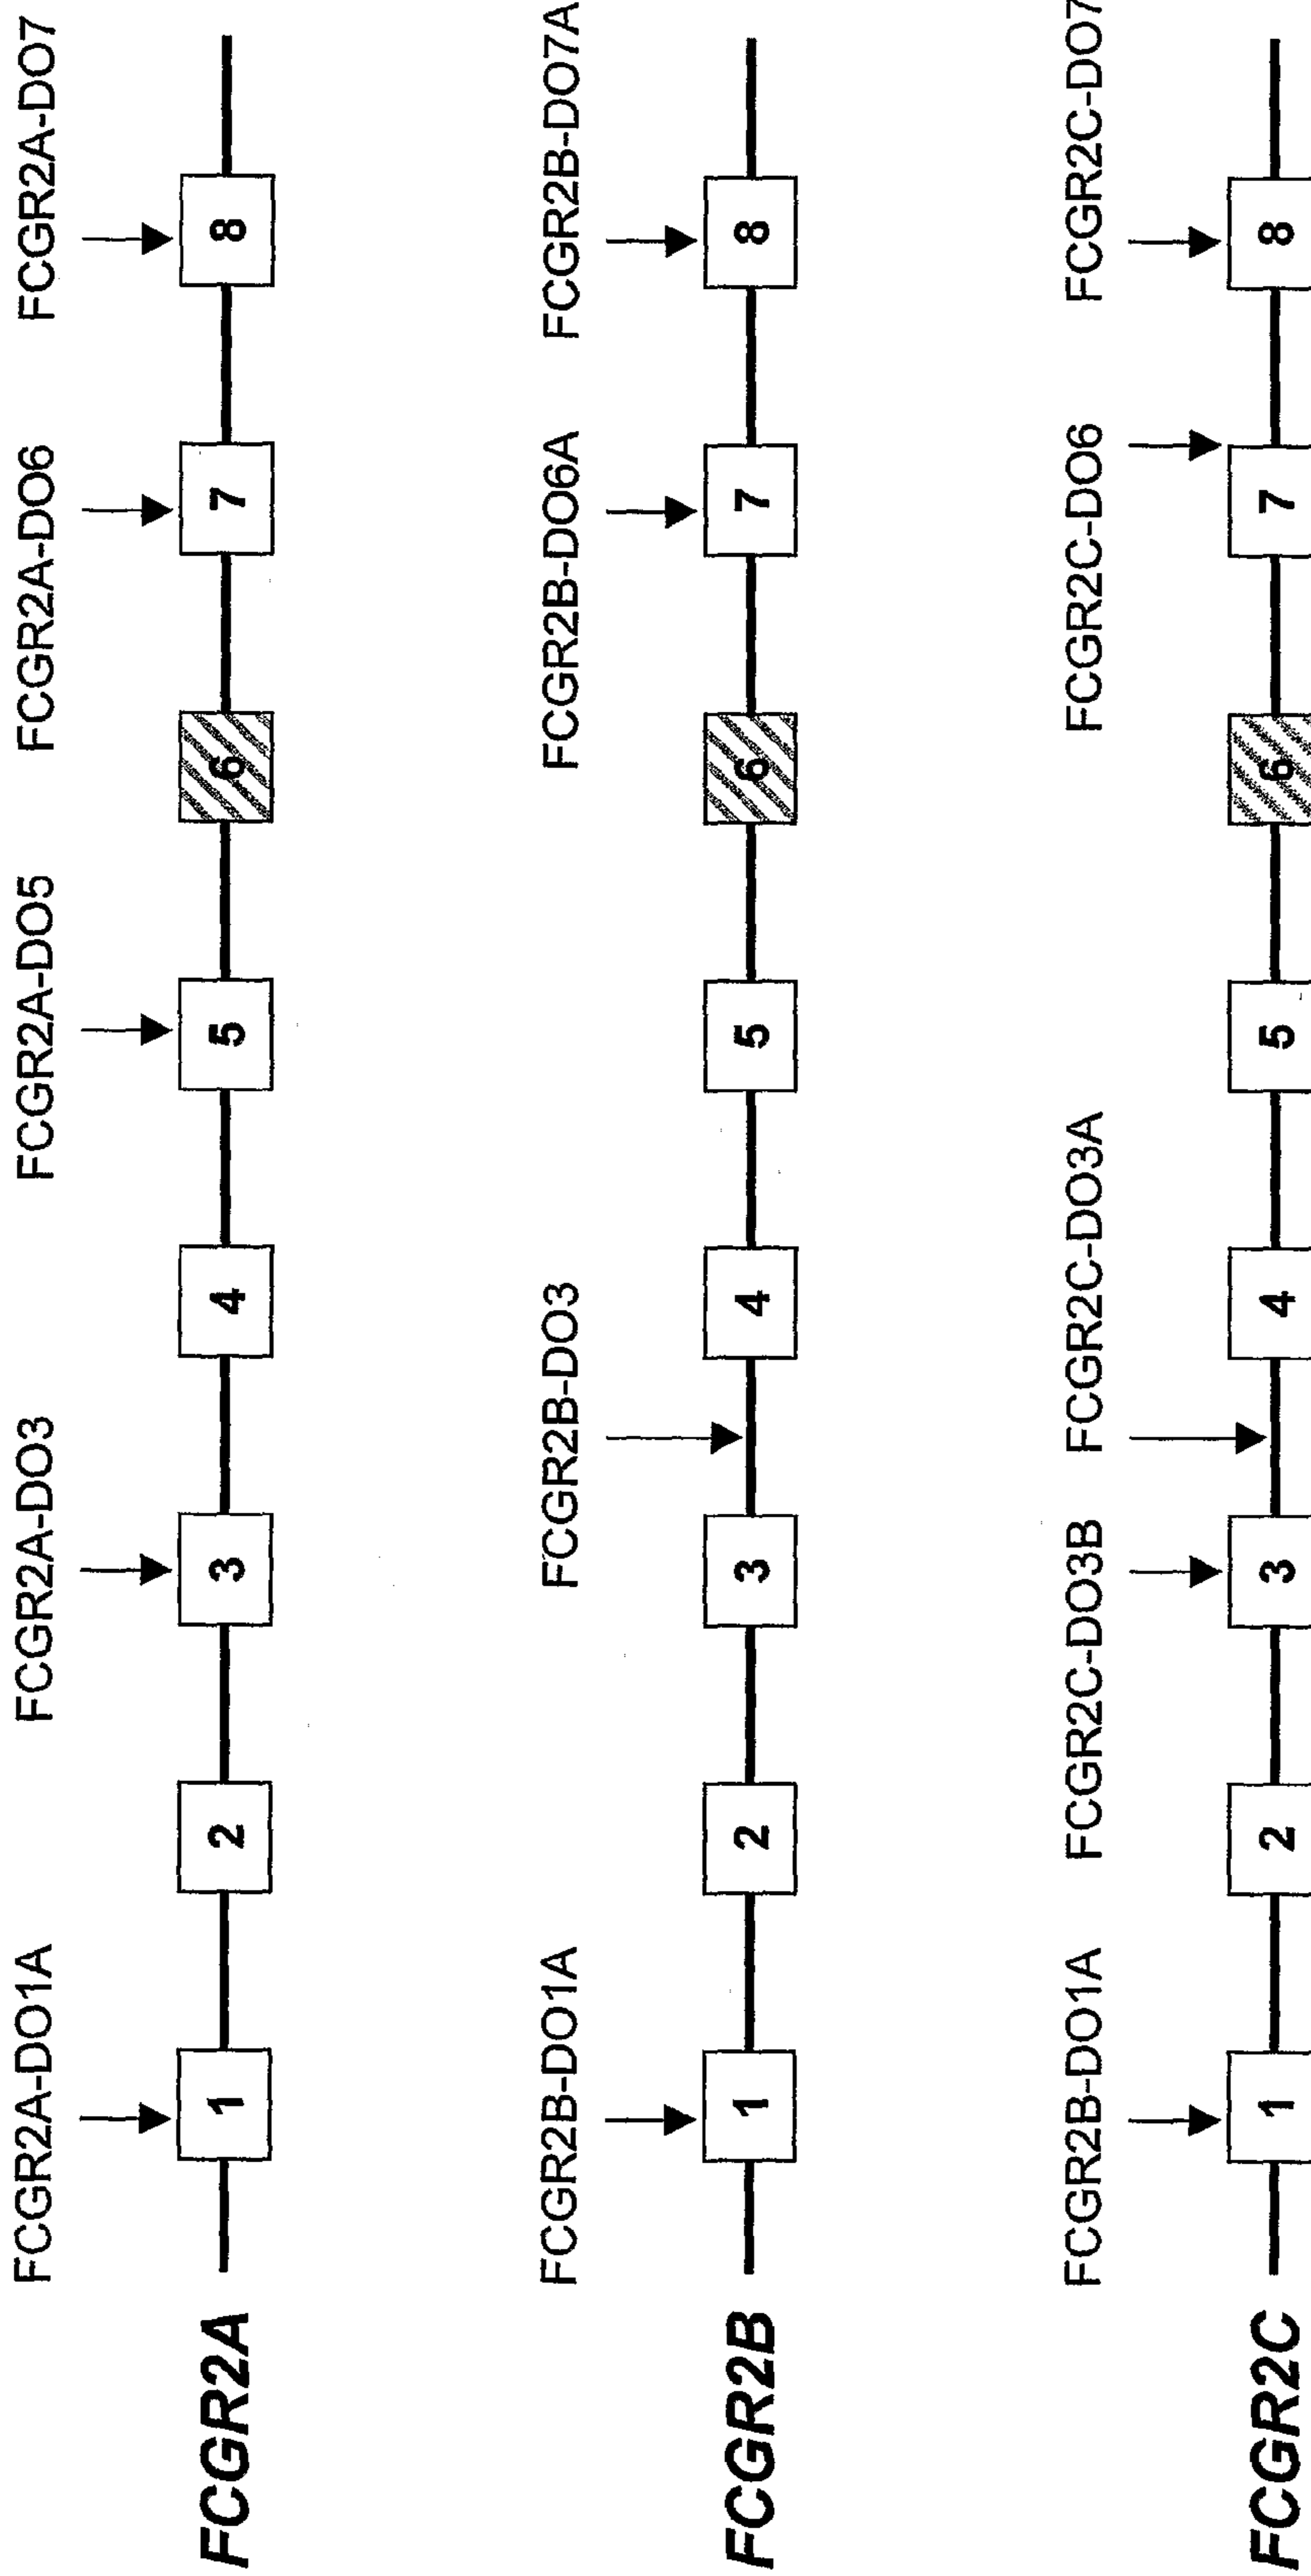 FCGR2A-DO1A FCGR2A-DO3 FCGR2A-DO5 FCGR2A-DO6 FCGR2A-DO7
FCGR2A 1 2 3 4 5 6 7 8
FCGR2B-DO1A FCGR2B-DO3 FCGR2B-DO6A FCGR2B-DO7A
FCGR2B 1 2 3 4 5 6 7 8
FCGR2B-DO1A FCGR2C-DO3B FCGR2C-DO3A FCGR2C-DO6 FCGR2C-DO7
FCGR2C 1 2 3 4 5 6 7 8